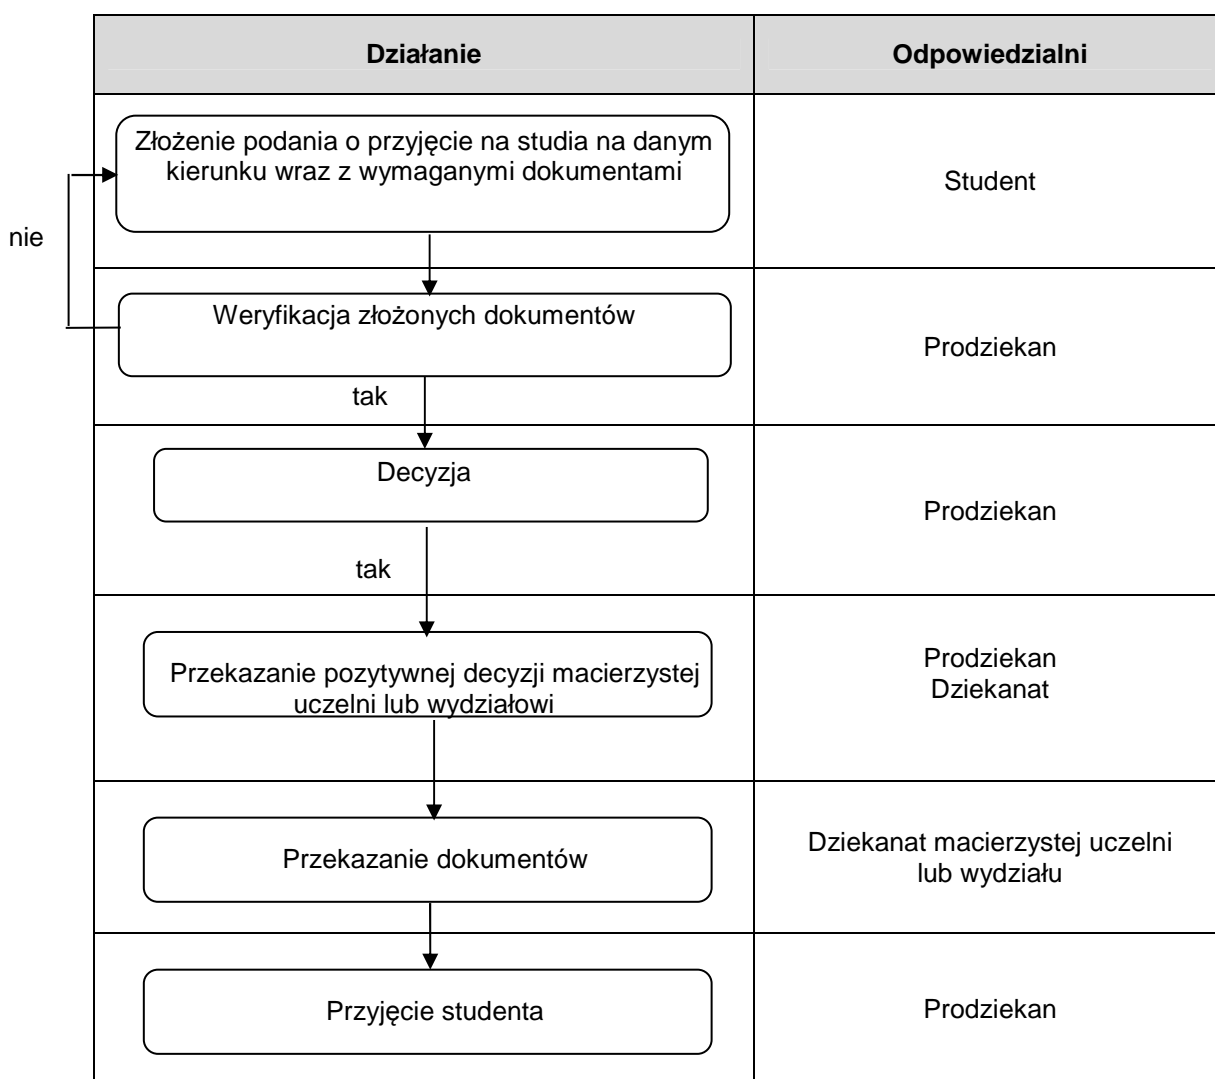 Działanie
Odpowiedzialni
Złożenie podania o przyjęcie na studia na danym
kierunku wraz z wymaganymi dokumentami
Student
nie
Weryfikacja złożonych dokumentów
Prodziekan
tak
Decyzja
Prodziekan
tak
Przekazanie pozytywnej decyzji macierzystej
uczelni lub wydziałowi
Prodziekan
Dziekanat
Przekazanie dokumentów
Dziekanat macierzystej uczelni
lub wydziału
Przyjęcie studenta
Prodziekan